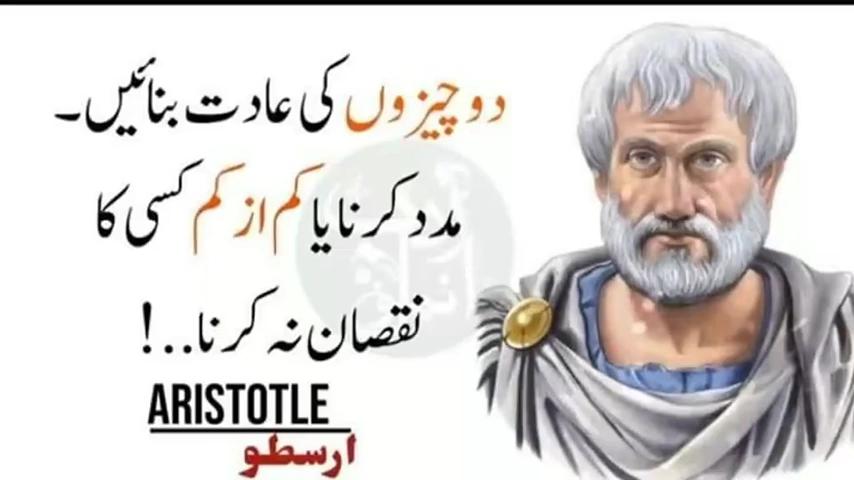 دو چیزوں کی عادت بنائیں۔
مدد کرنا یا کم از کم کسی کا
نقصان نہ کرنا..!
ARISTOTLE
ارسطو